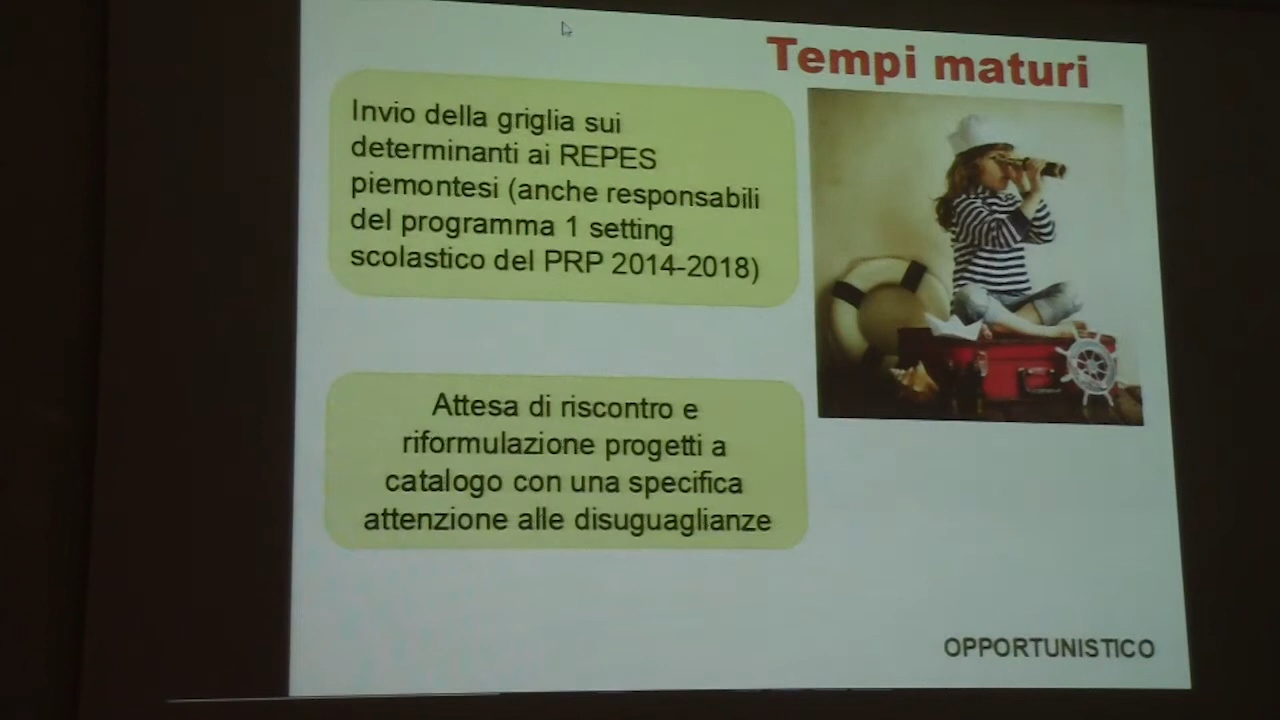 Tempi maturi
Invio della griglia sui
determinanti ai REPES
piemontesi (anche responsabili
del programma 1 setting
scolastico del PRP 2014-2018)
Attesa di riscontro e
riformulazione progetti a
catalogo con una specifica
attenzione alle disuguaglianze
OPPORTUNISTICO